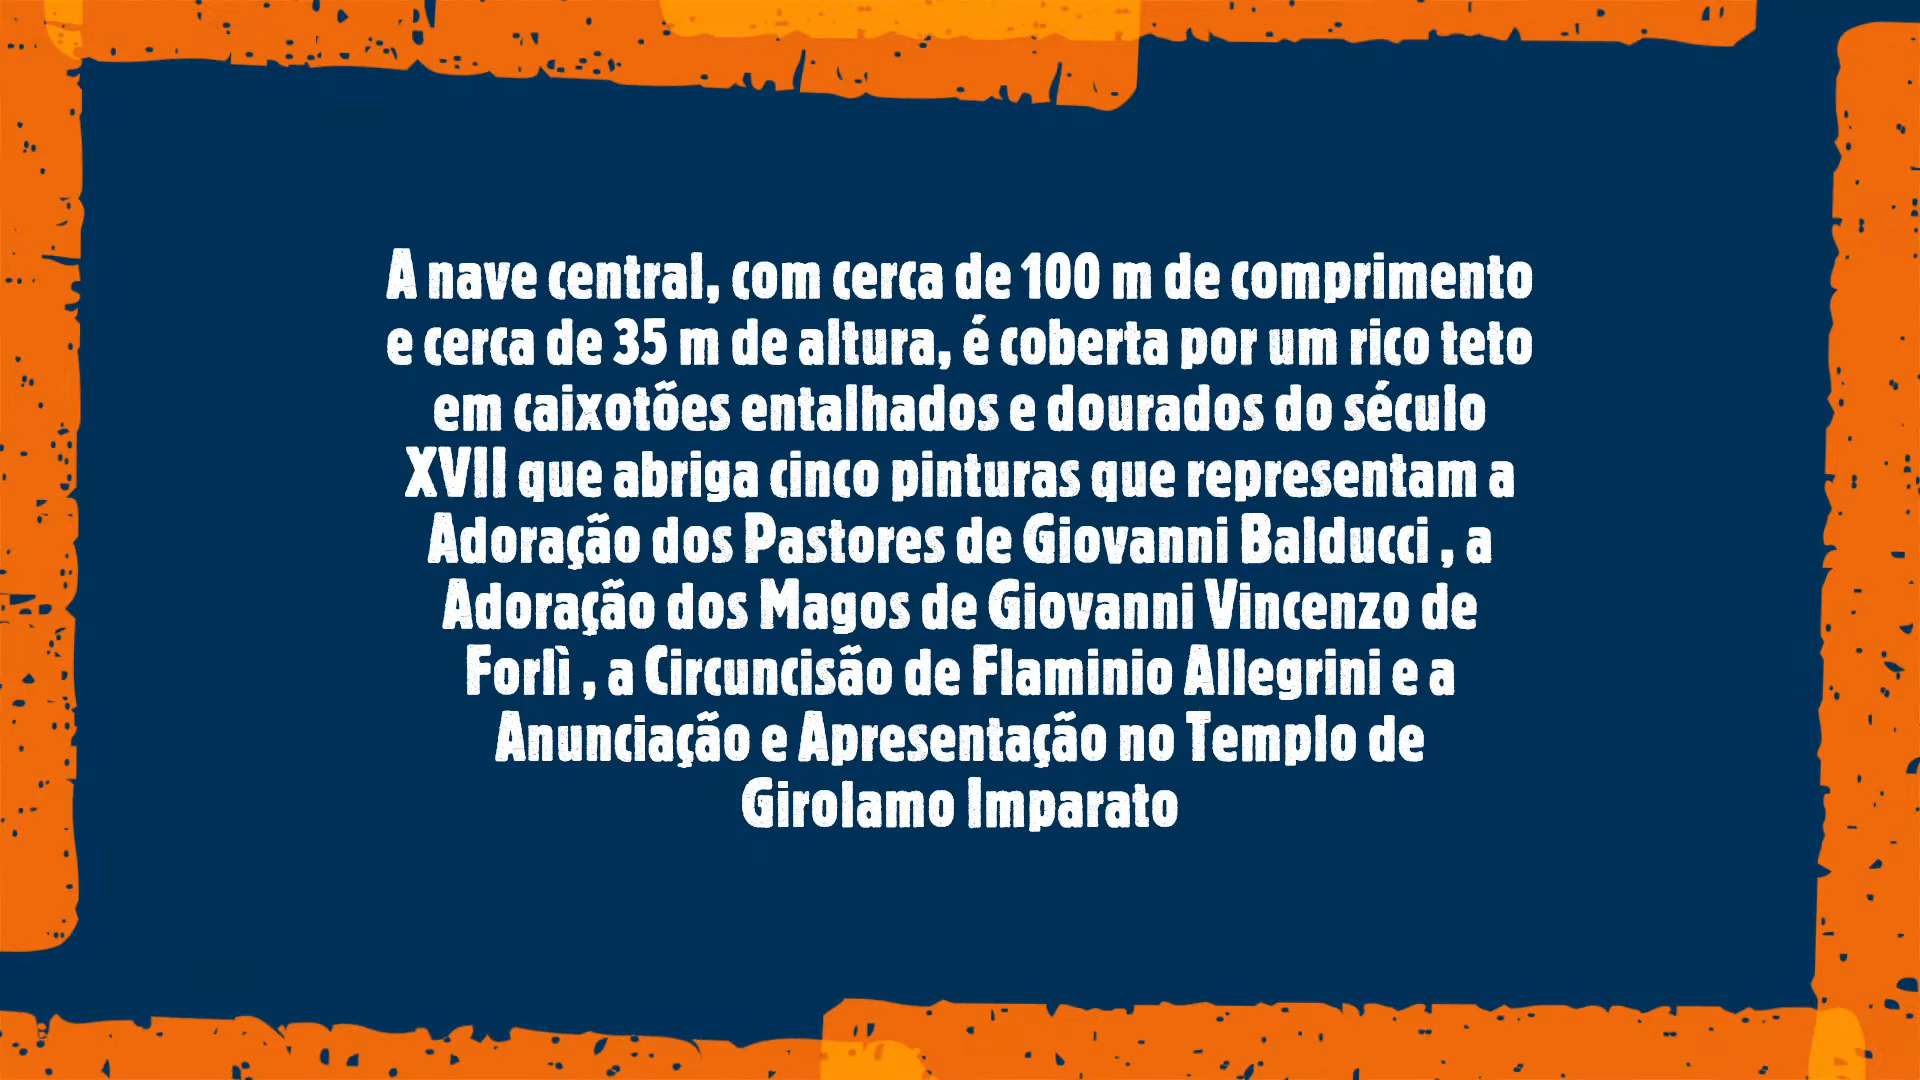 A nave central, com cerca de 100 m de comprimento
e cerca de 35 m de altura, é coberta por um rico teto
em caixotões entalhados e dourados do século
XVII que abriga cinco pinturas que representam a
Adoração dos Pastores de Giovanni Balducci , a
Adoração dos Magos de Giovanni Vincenzo de
Forlì , a Circuncisão de Flaminio Allegrini e a
Anunciação e Apresentação no Templo de
Girolamo Imparato